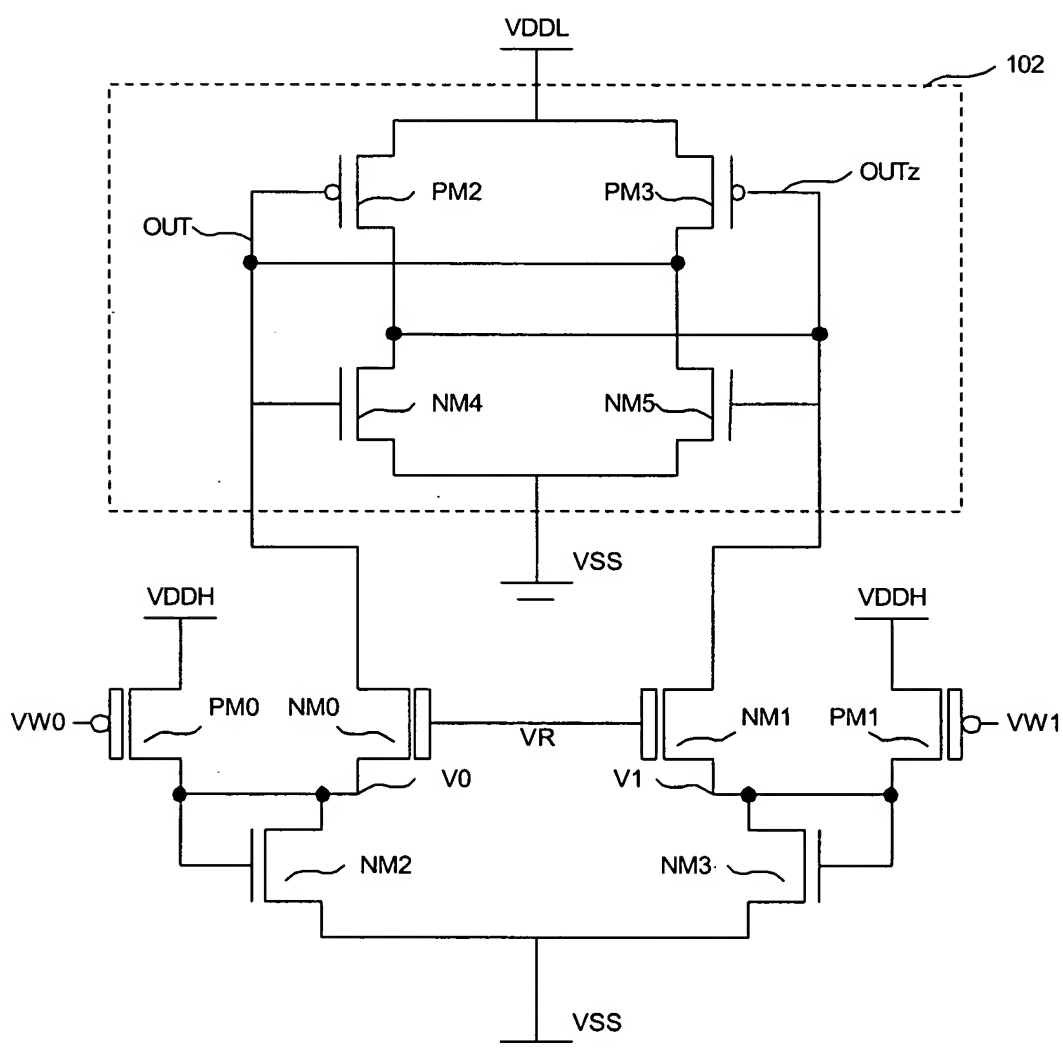 VDDL
102
PM2
PM3
OUTz
OUT
NM4
NM5
VSS
VDDH
VDDH
VW0
PM0
NM0
VR
NM1
PM1
VW1
V0
V1
NM2
NM3
VSS